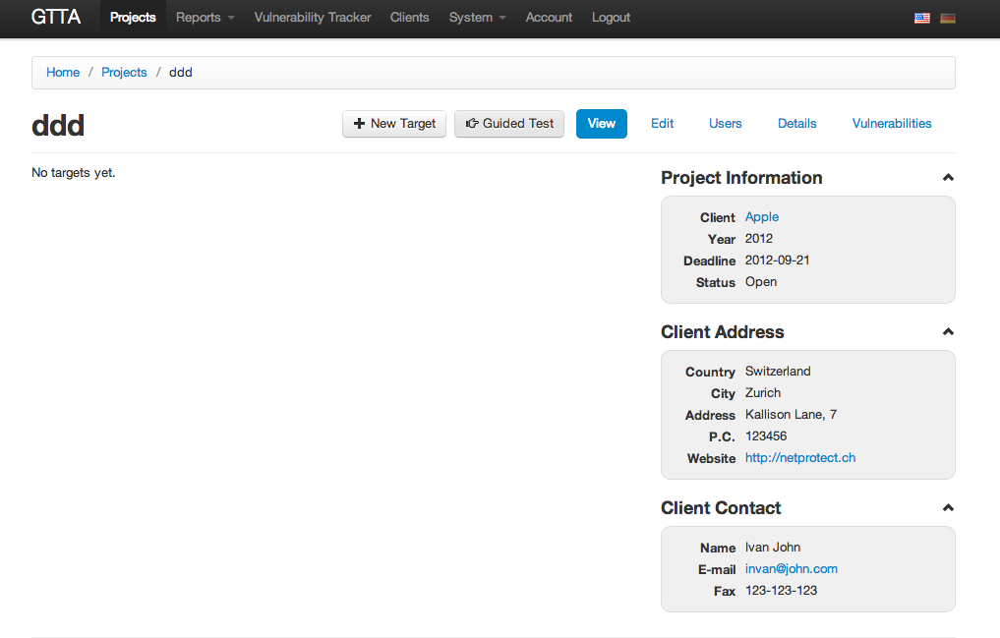 GTTA Projects Reports Vulnerability Tracker Clients System Account Logout
Home / Projects / ddd
ddd
New Target Guided Test View Edit Users Details Vulnerabilities
No targets yet.
Project Information
Client Apple
Year 2012
Deadline 2012-09-21
Status Open
Client Address
Country Switzerland
City Zurich
Address Kallison Lane, 7
P.C. 123456
Website http://netprotect.ch
Client Contact
Name Ivan John
E-mail invan@john.com
Fax 123-123-123